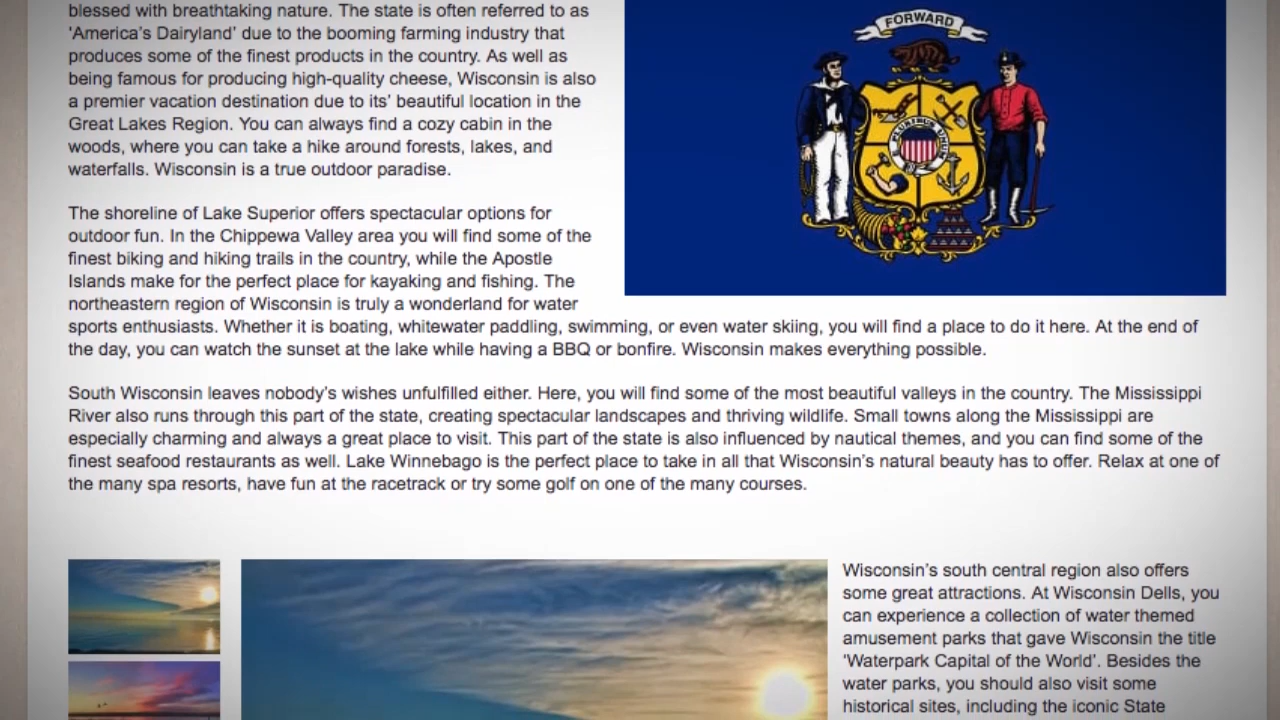 blessed with breathtaking nature. The state is often referred to as
'America's Dairyland' due to the booming farming industry that
produces some of the finest products in the country. As well as
being famous for producing high-quality cheese, Wisconsin is also
a premier vacation destination due to its' beautiful location in the
Great Lakes Region. You can always find a cozy cabin in the
woods, where you can take a hike around forests, lakes, and
waterfalls. Wisconsin is a true outdoor paradise.
FORWARD
E PLURIBUS UNUM
The shoreline of Lake Superior offers spectacular options for
outdoor fun. In the Chippewa Valley area you will find some of the
finest biking and hiking trails in the country, while the Apostle
Islands make for the perfect place for kayaking and fishing. The
northeastern region of Wisconsin is truly a wonderland for water
sports enthusiasts. Whether it is boating, whitewater paddling, swimming, or even water skiing, you will find a place to do it here. At the end of
the day, you can watch the sunset at the lake while having a BBQ or bonfire. Wisconsin makes everything possible.
South Wisconsin leaves nobody's wishes unfulfilled either. Here, you will find some of the most beautiful valleys in the country. The Mississippi
River also runs through this part of the state, creating spectacular landscapes and thriving wildlife. Small towns along the Mississippi are
especially charming and always a great place to visit. This part of the state is also influenced by nautical themes, and you can find some of the
finest seafood restaurants as well. Lake Winnebago is the perfect place to take in all that Wisconsin's natural beauty has to offer. Relax at one of
the many spa resorts, have fun at the racetrack or try some golf on one of the many courses.
Wisconsin's south central region also offers
some great attractions. At Wisconsin Dells, you
can experience a collection of water themed
amusement parks that gave Wisconsin the title
'Waterpark Capital of the World'. Besides the
water parks, you should also visit some
historical sites, including the iconic State